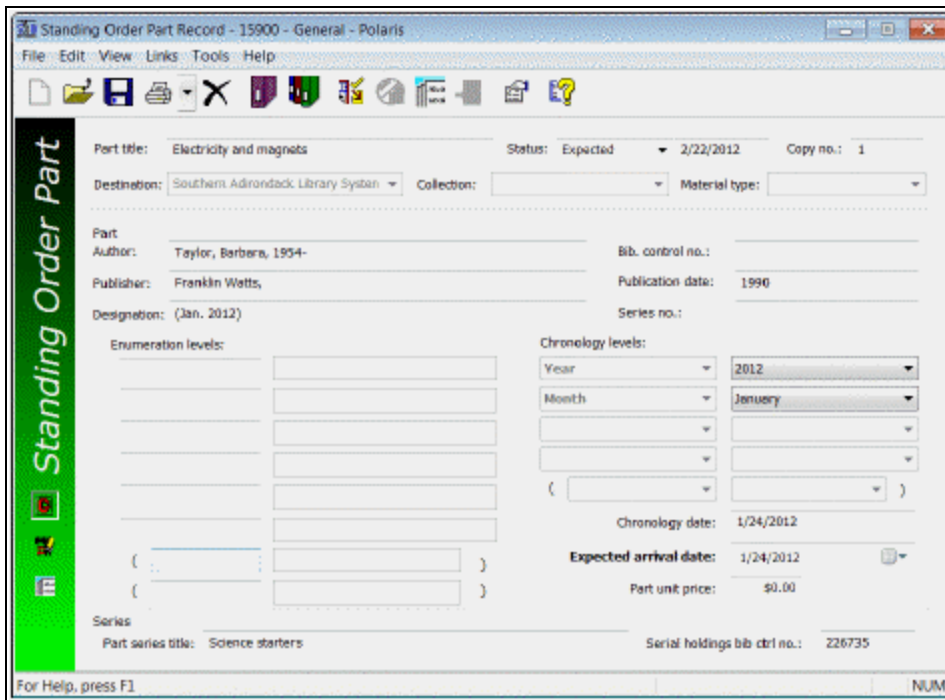 Standing Order Part Record - 15900 - General - Polaris
File Edit View Links Tools Help
Standing Order Part
Part title: Electricity and magnets Status: Expected 2/22/2012 Copy no.: 1
Destination: Southern Adirondack Library System Collection: Material type:
Part
Author: Taylor, Barbara, 1954- Bib. control no.:
Publisher: Franklin Watts, Publication date: 1990
Designation: (Jan. 2012) Series no.:
Enumeration levels: Chronology levels:
Year 2012
Month January
( )
Chronology date: 1/24/2012
( ) Expected arrival date: 1/24/2012
( ) Part unit price: $0.00
Series
Part series title: Science starters Serial holdings bib ctrl no.: 226735
For Help, press F1 NUM